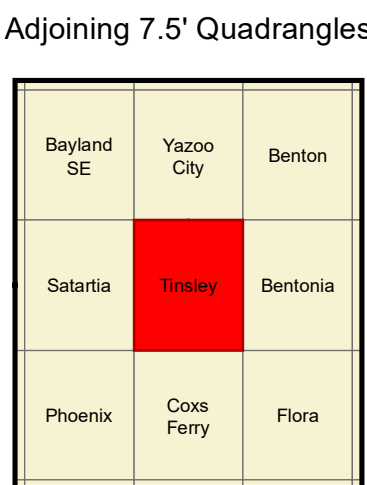 Adjoining 7.5' Quadrangles
Bayland
SE
Yazoo
City
Benton
Satartia
Tinsley
Bentonia
Phoenix
Coxs
Ferry
Flora